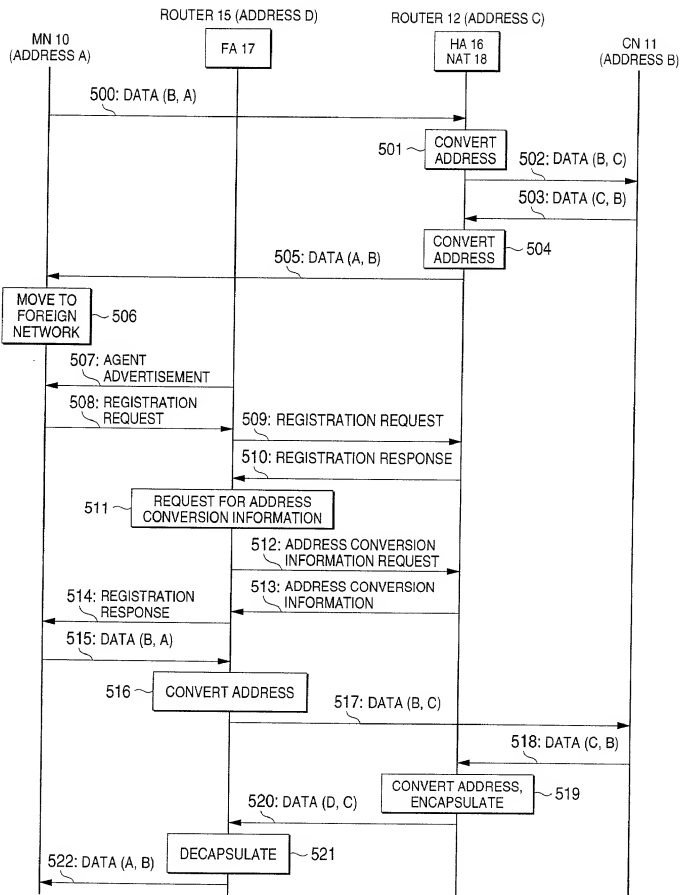 ROUTER 15 (ADDRESS D)
ROUTER 12 (ADDRESS C)
MN 10
(ADDRESS A)
FA 17
HA 16
NAT 18
CN 11
(ADDRESS B)
500: DATA (B, A)
501
CONVERT
ADDRESS
502: DATA (B, C)
503: DATA (C, B)
CONVERT
ADDRESS
504
505: DATA (A, B)
MOVE TO
FOREIGN
NETWORK
506
507: AGENT
ADVERTISEMENT
508: REGISTRATION
REQUEST
509: REGISTRATION REQUEST
510: REGISTRATION RESPONSE
511
REQUEST FOR ADDRESS
CONVERSION INFORMATION
512: ADDRESS CONVERSION
INFORMATION REQUEST
513: ADDRESS CONVERSION
INFORMATION
514: REGISTRATION
RESPONSE
515: DATA (B, A)
516
CONVERT ADDRESS
517: DATA (B, C)
518: DATA (C, B)
CONVERT ADDRESS,
ENCAPSULATE
519
520: DATA (D, C)
DECAPSULATE
521
522: DATA (A, B)